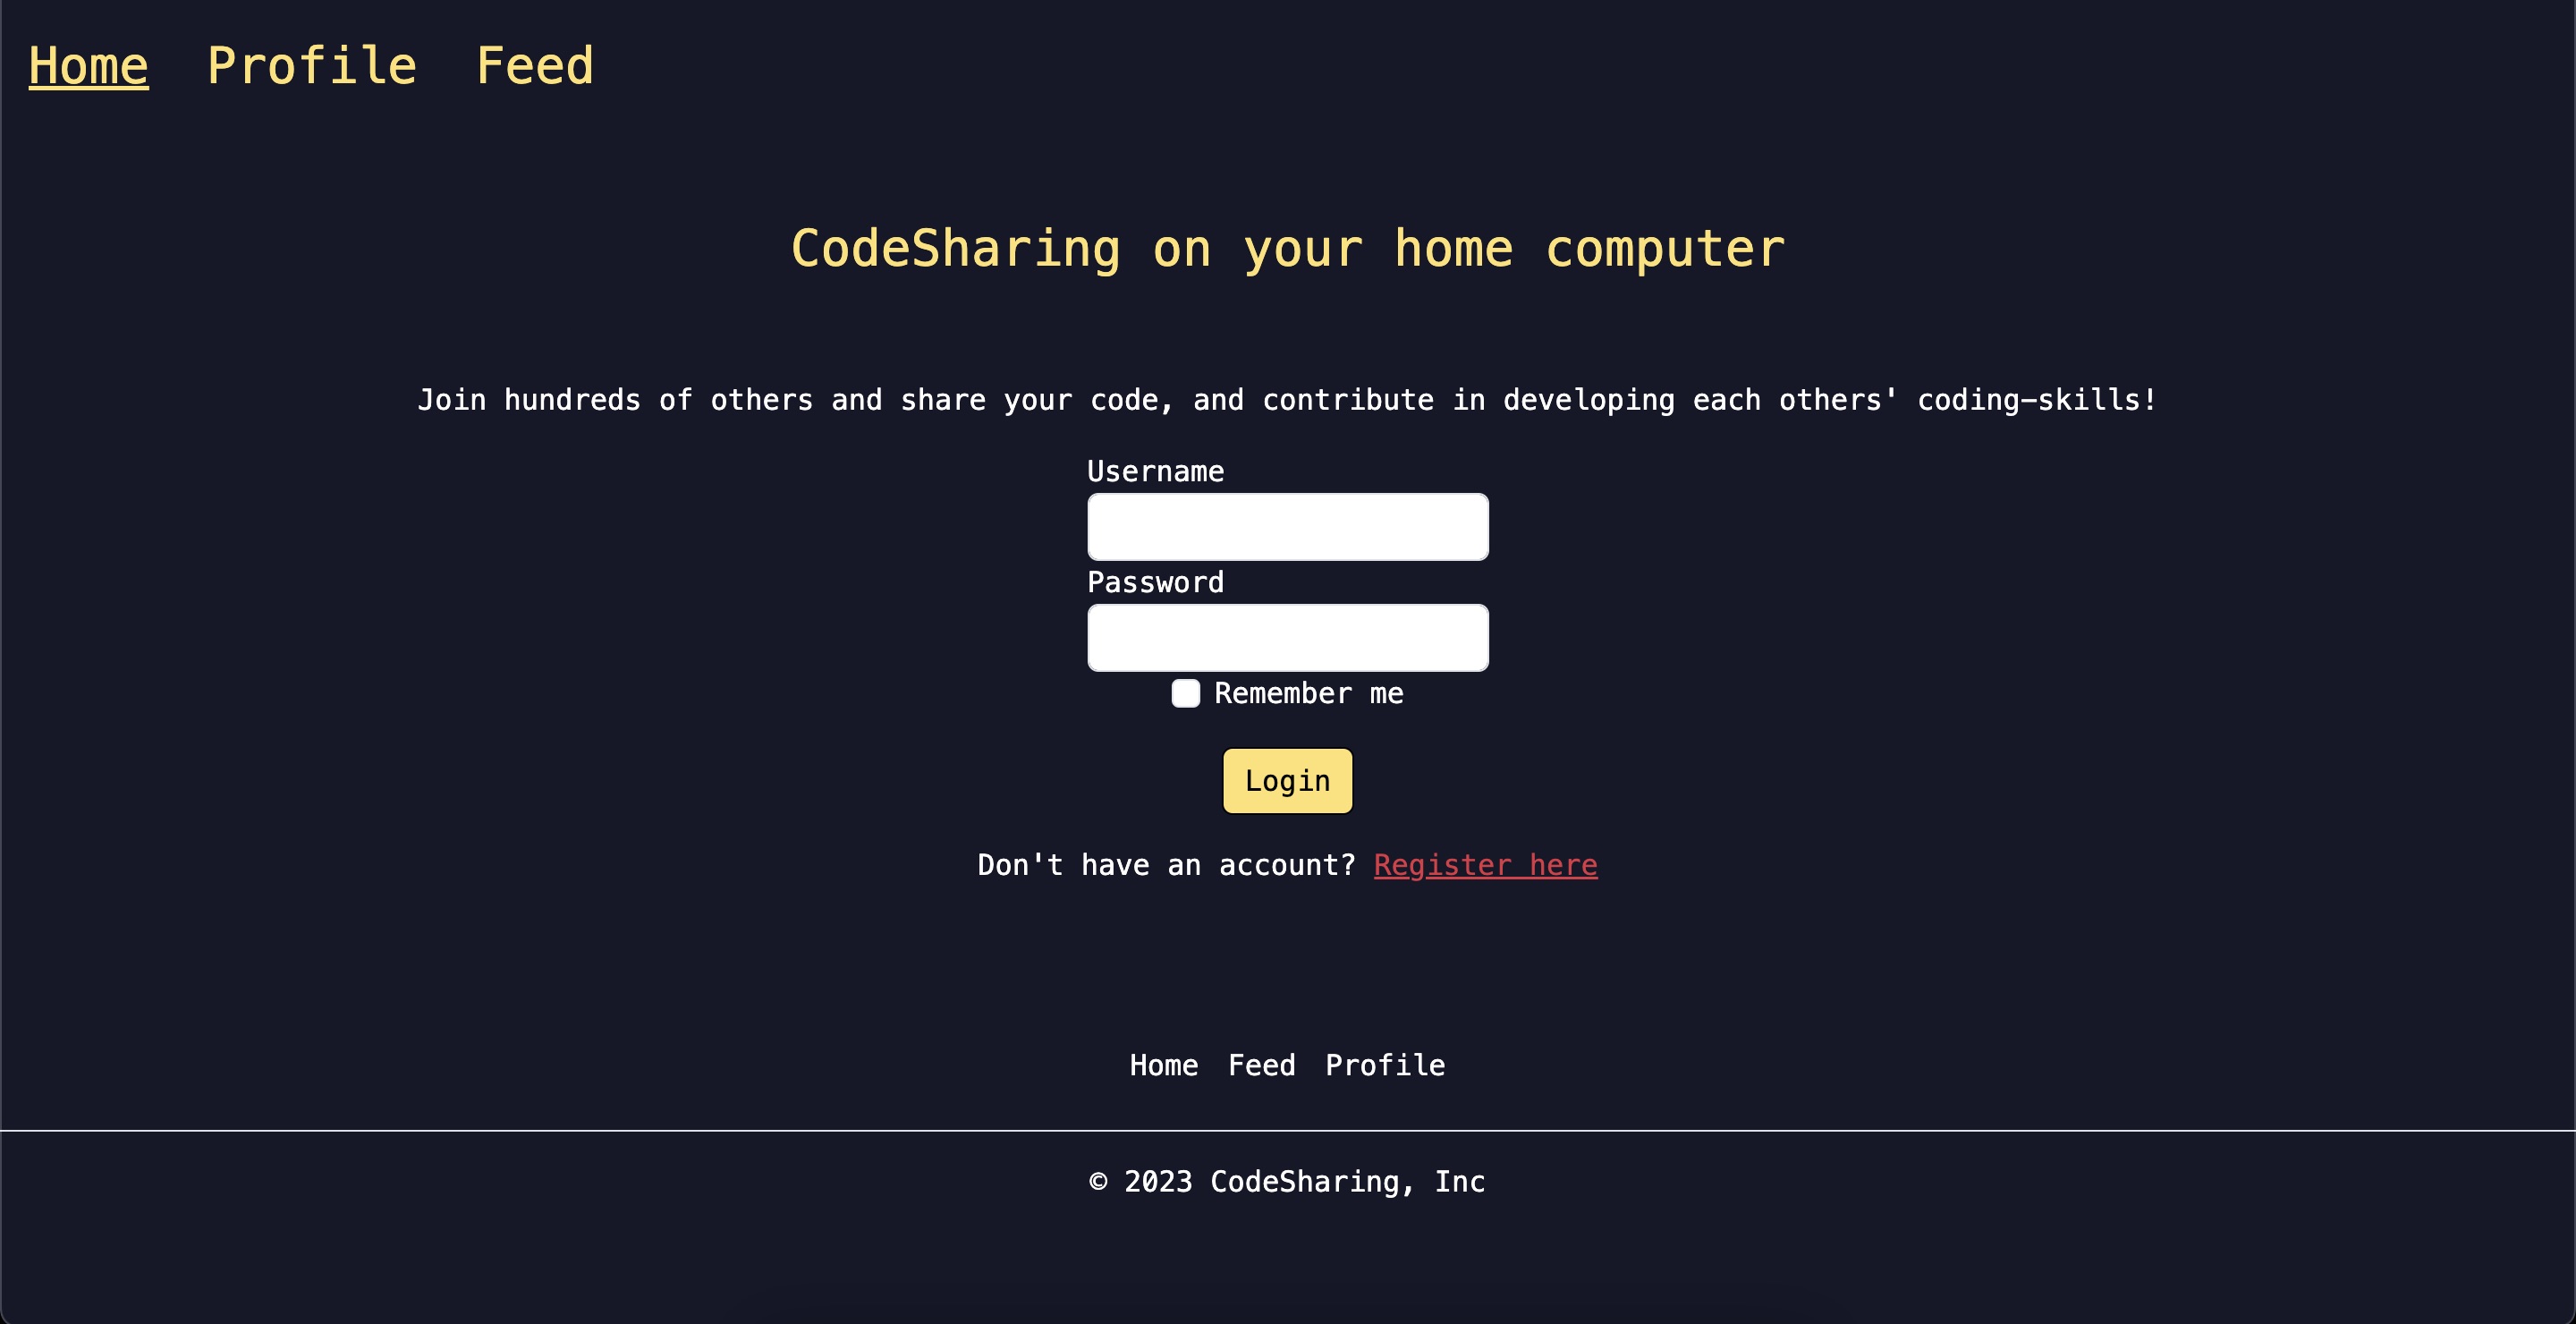 Home Profile Feed
CodeSharing on your home computer
Join hundreds of others and share your code, and contribute in developing each others' coding-skills!
Username
Password
Remember me
Login
Don't have an account? Register here
Home Feed Profile
© 2023 CodeSharing, Inc